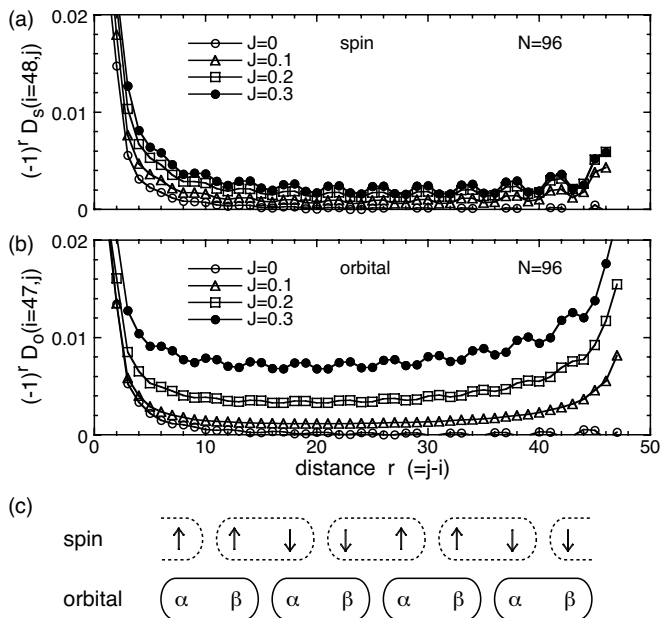 (a)
0.02
0.01
0
(-1)^r D_S(i=48,j)
J=0
J=0.1
J=0.2
J=0.3
spin
N=96
(b)
0.02
0.01
0
(-1)^r D_O(i=47,j)
J=0
J=0.1
J=0.2
J=0.3
orbital
N=96
0 10 20 30 40 50
distance r (=j-i)
(c)
spin ↑ ↑ ↓ ↓ ↑ ↑ ↓ ↓
orbital α β α β α β α β